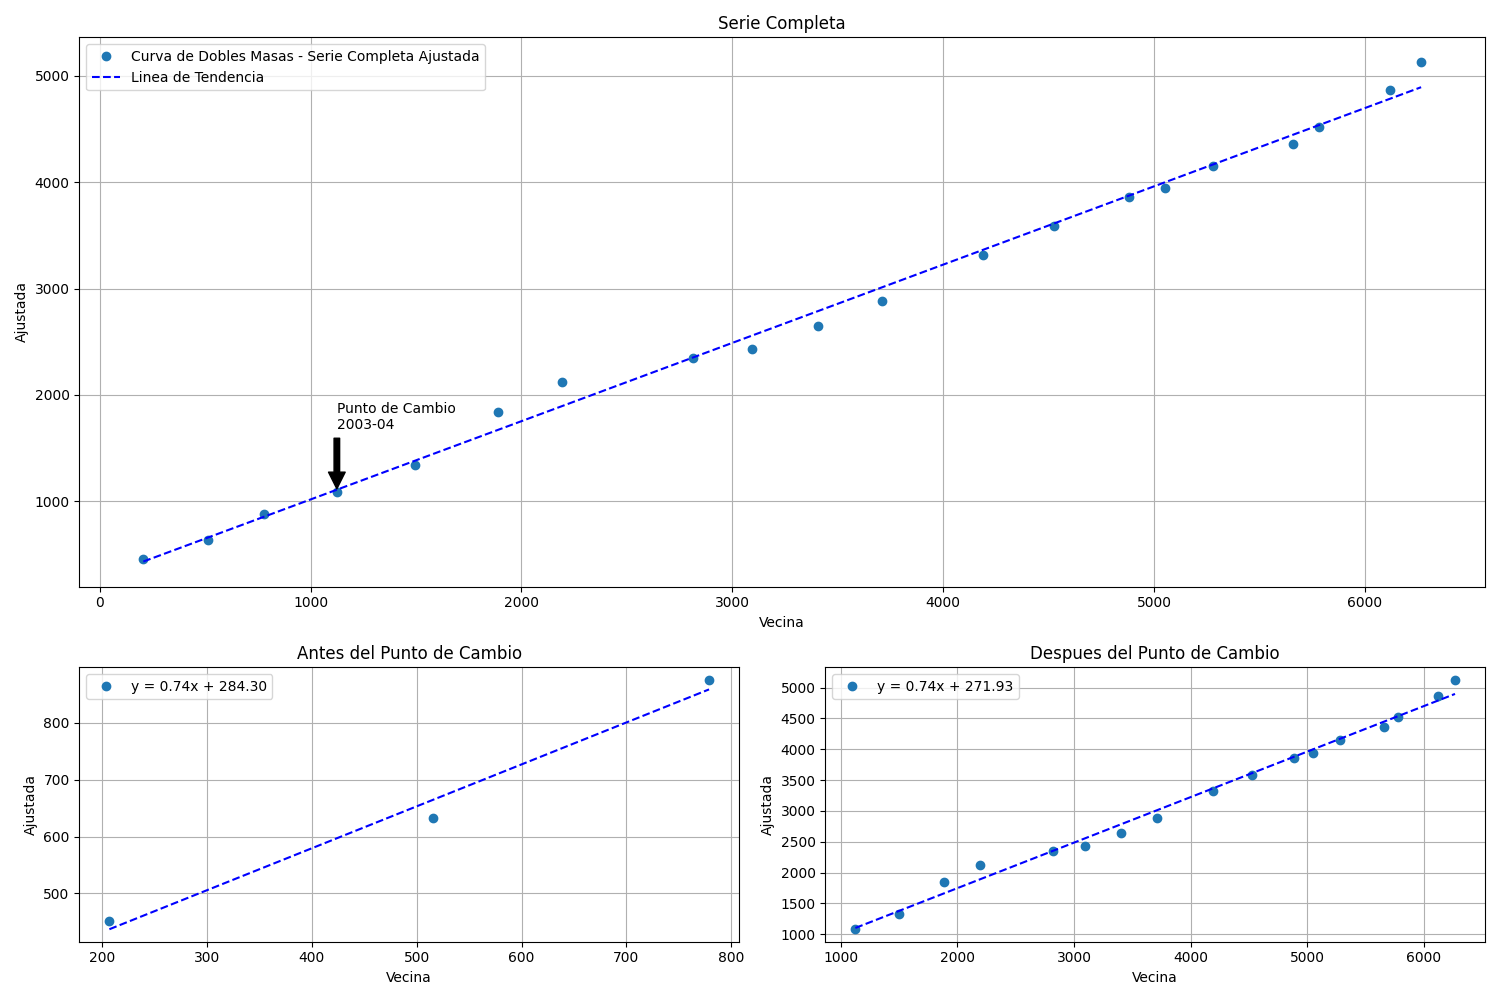 Serie Completa
Curva de Dobles Masas - Serie Completa Ajustada
Linea de Tendencia
5000
4000
3000
2000
1000
Ajustada
Punto de Cambio
2003-04
0 1000 2000 3000 4000 5000 6000
Vecina
Antes del Punto de Cambio
y = 0.74x + 284.30
800
700
600
500
Ajustada
200 300 400 500 600 700 800
Vecina
Despues del Punto de Cambio
y = 0.74x + 271.93
5000
4500
4000
3500
3000
2500
2000
1500
1000
Ajustada
1000 2000 3000 4000 5000 6000
Vecina